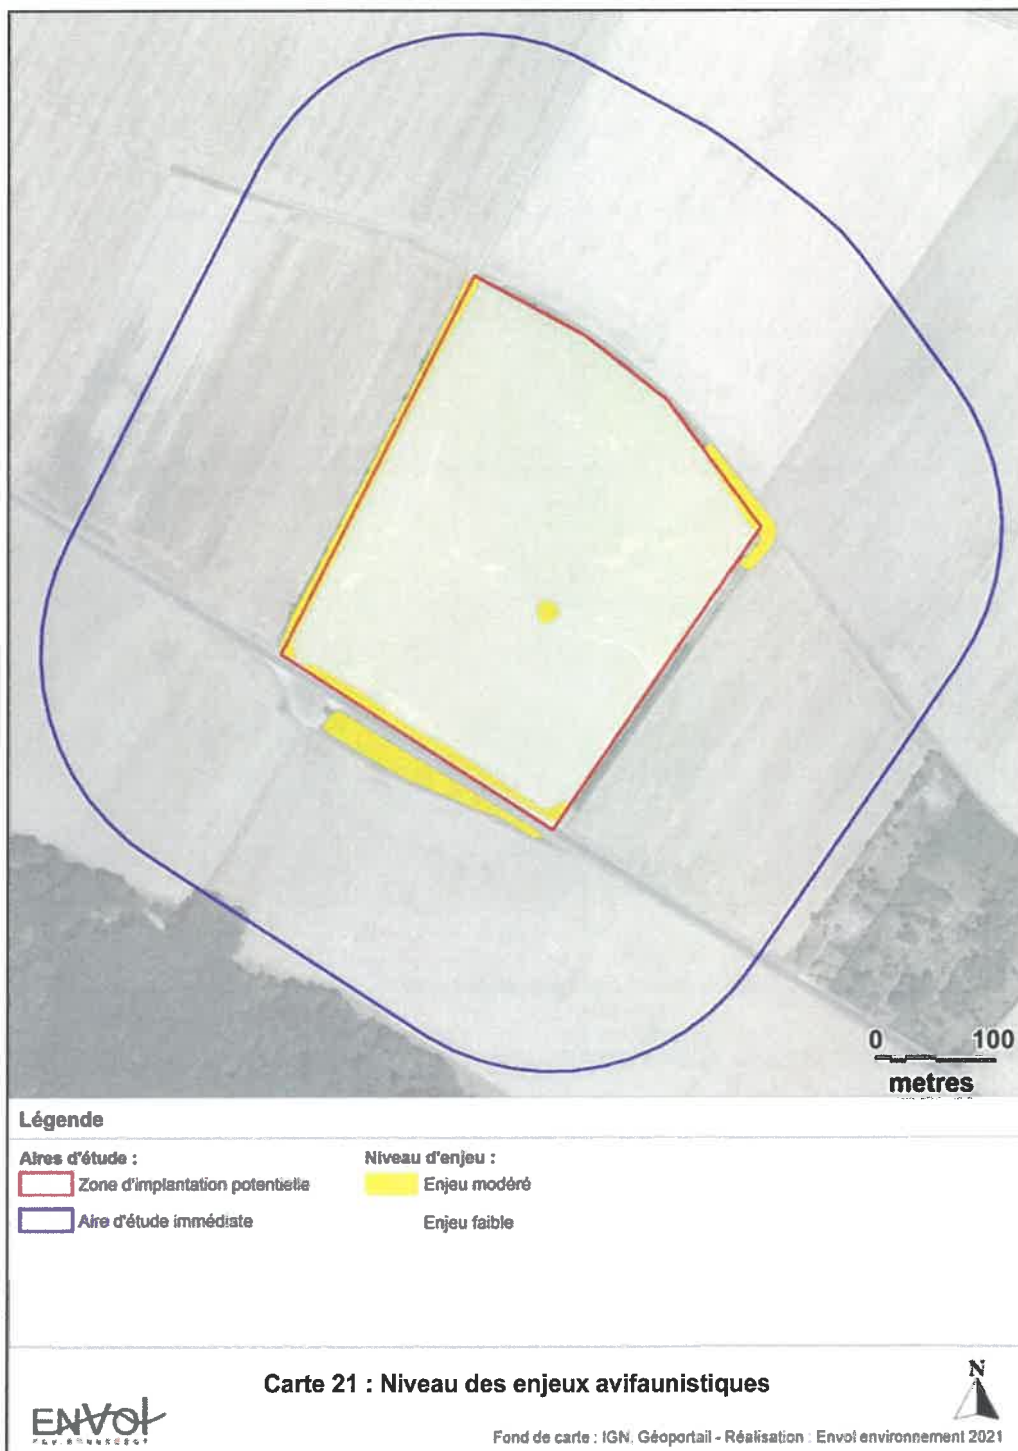 0 100
metres
Légende
Aires d'étude :
Zone d'implantation potentielle
Aire d'étude immédiate
Niveau d'enjeu :
Enjeu modéré
Enjeu faible
Carte 21 : Niveau des enjeux avifaunistiques
N
ENVOL
Fond de carte : IGN, Géoportail - Réalisation : Envol environnement 2021